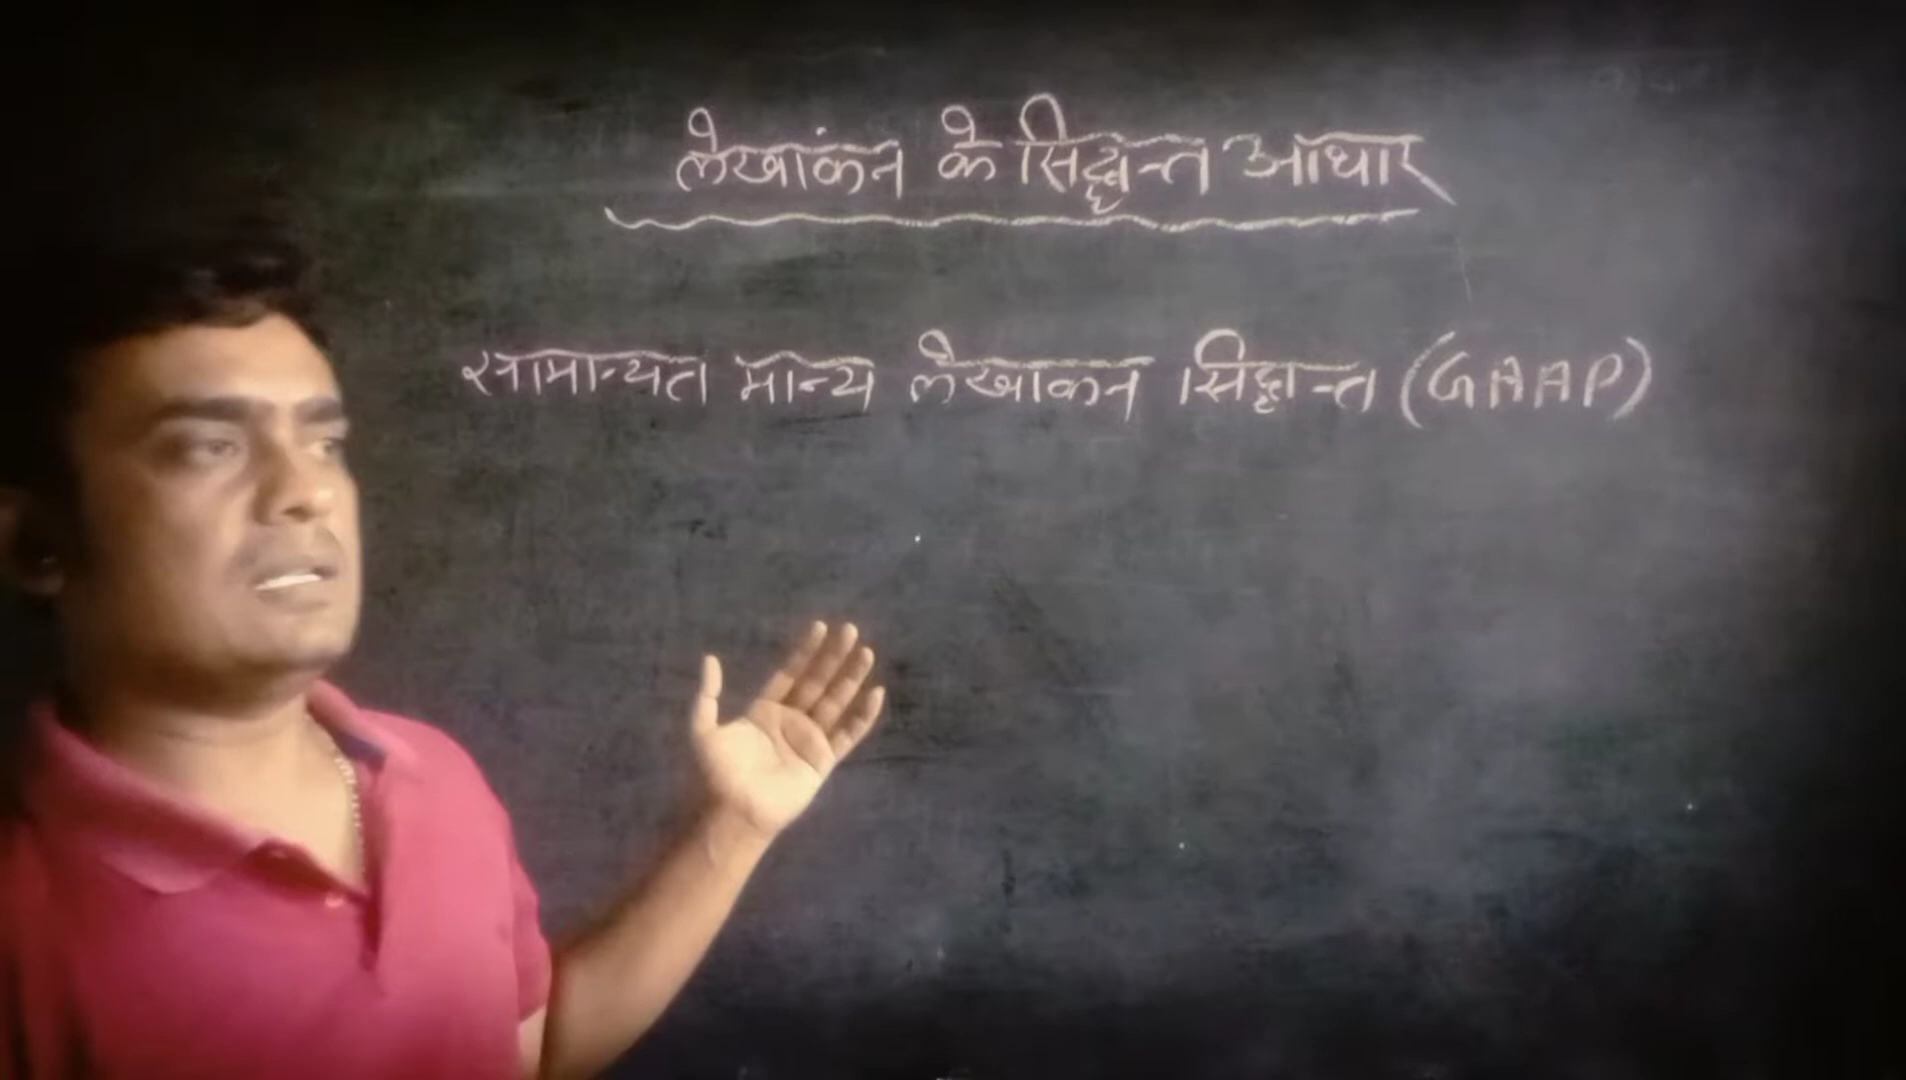 लेखांकन के सिद्धान्त आधार
सामान्यत मान्य लेखाकन सिद्धान्त (GAAP)